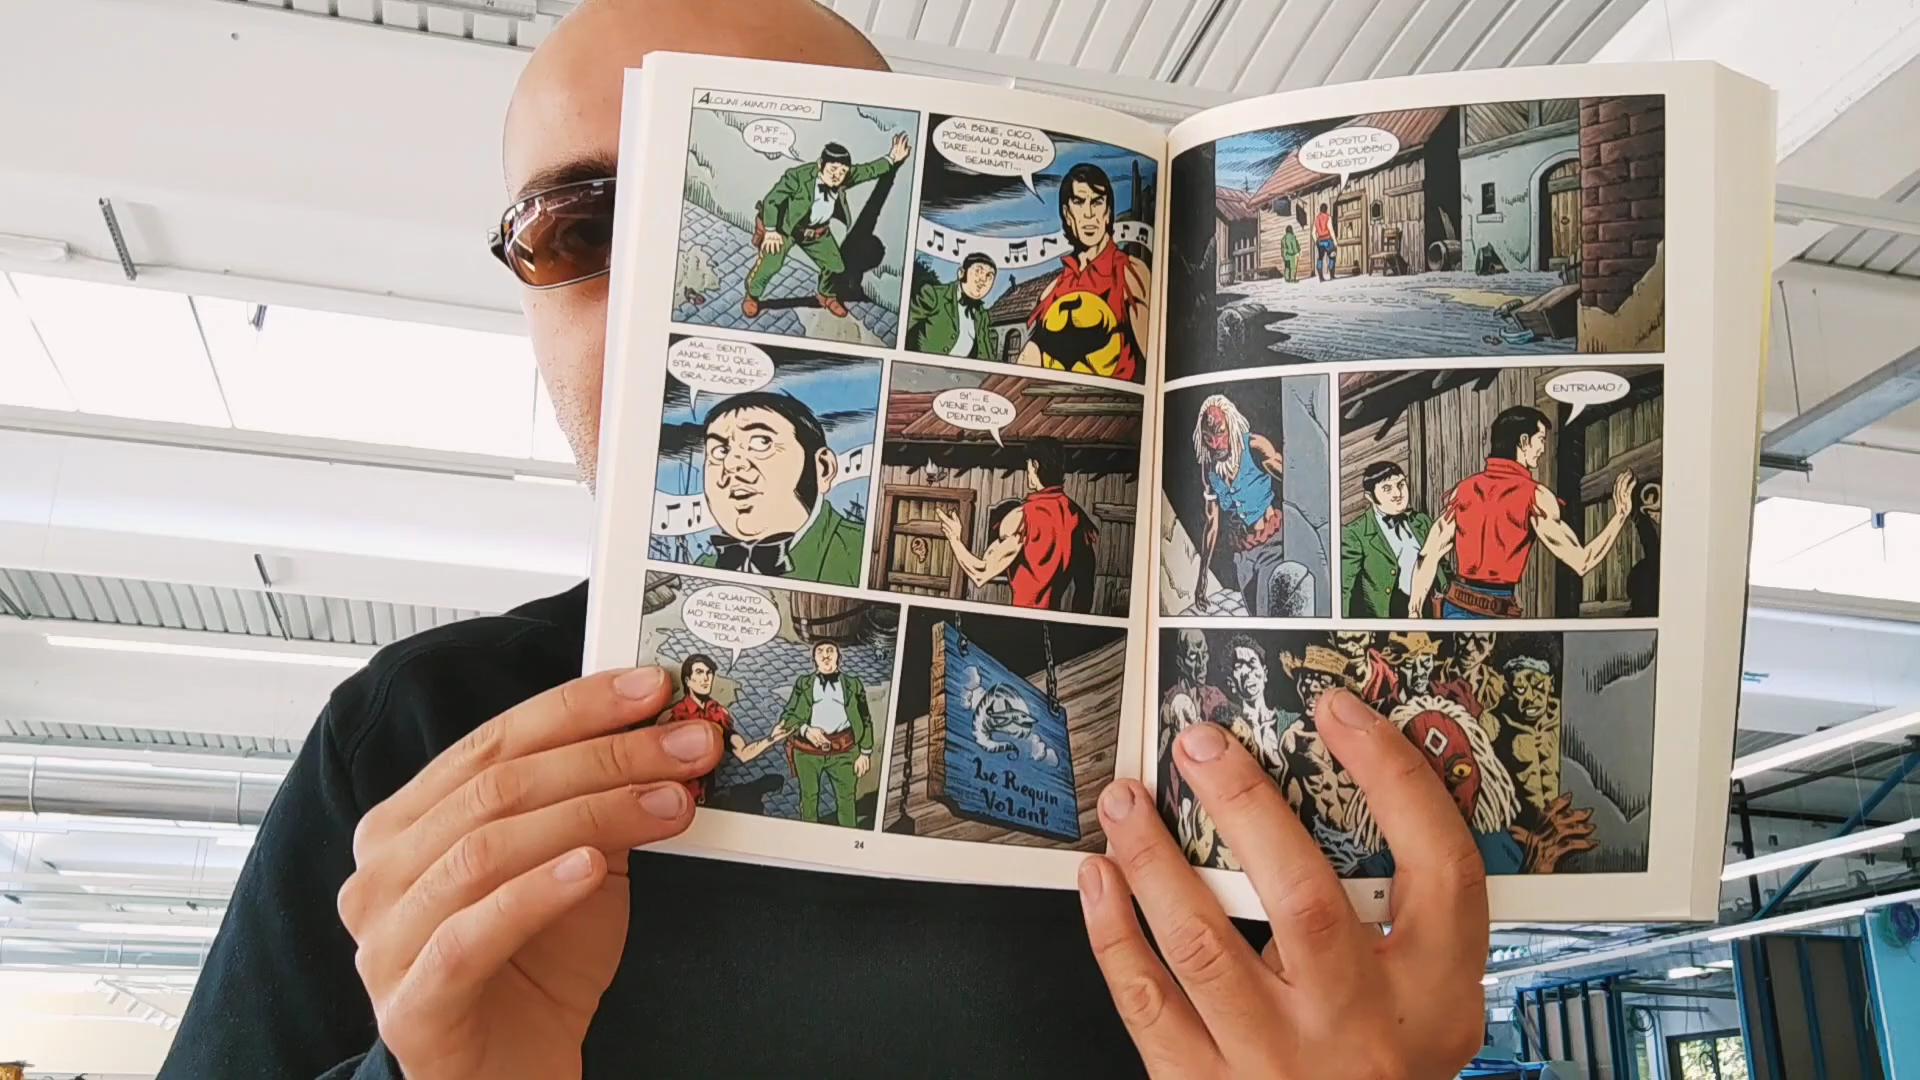 ALCUNI MINUTI DOPO.
PUFF...
PUFF...
VA BENE, CICO,
POSSIAMO RALLEN-
TARE... LI ABBIAMO
SEMINATI...
MA... SENTI
ANCHE TU QUE-
STA MUSICA ALLE-
GRA, ZAGOR?
SI'... E
VIENE DA QUI
DENTRO...
A QUANTO
PARE L'ABBIA-
MO TROVATA, LA
NOSTRA BET-
TOLA.
Le Requin
Volant
24
IL POSTO E'
SENZA DUBBIO
QUESTO!
ENTRIAMO!
25